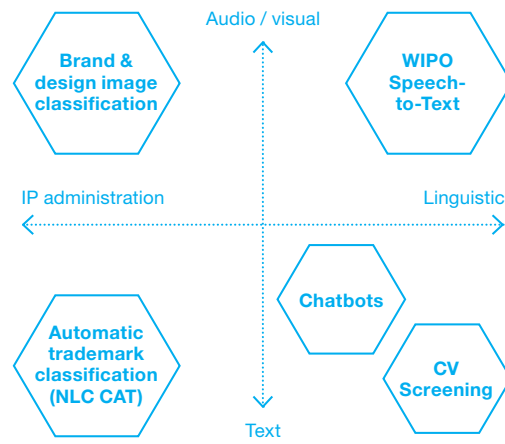 Audio / visual
Brand &
design image
classification
WIPO
Speech-
to-Text
IP administration
Linguistic
Chatbots
Automatic
trademark
classification
(NLC CAT)
CV
Screening
Text